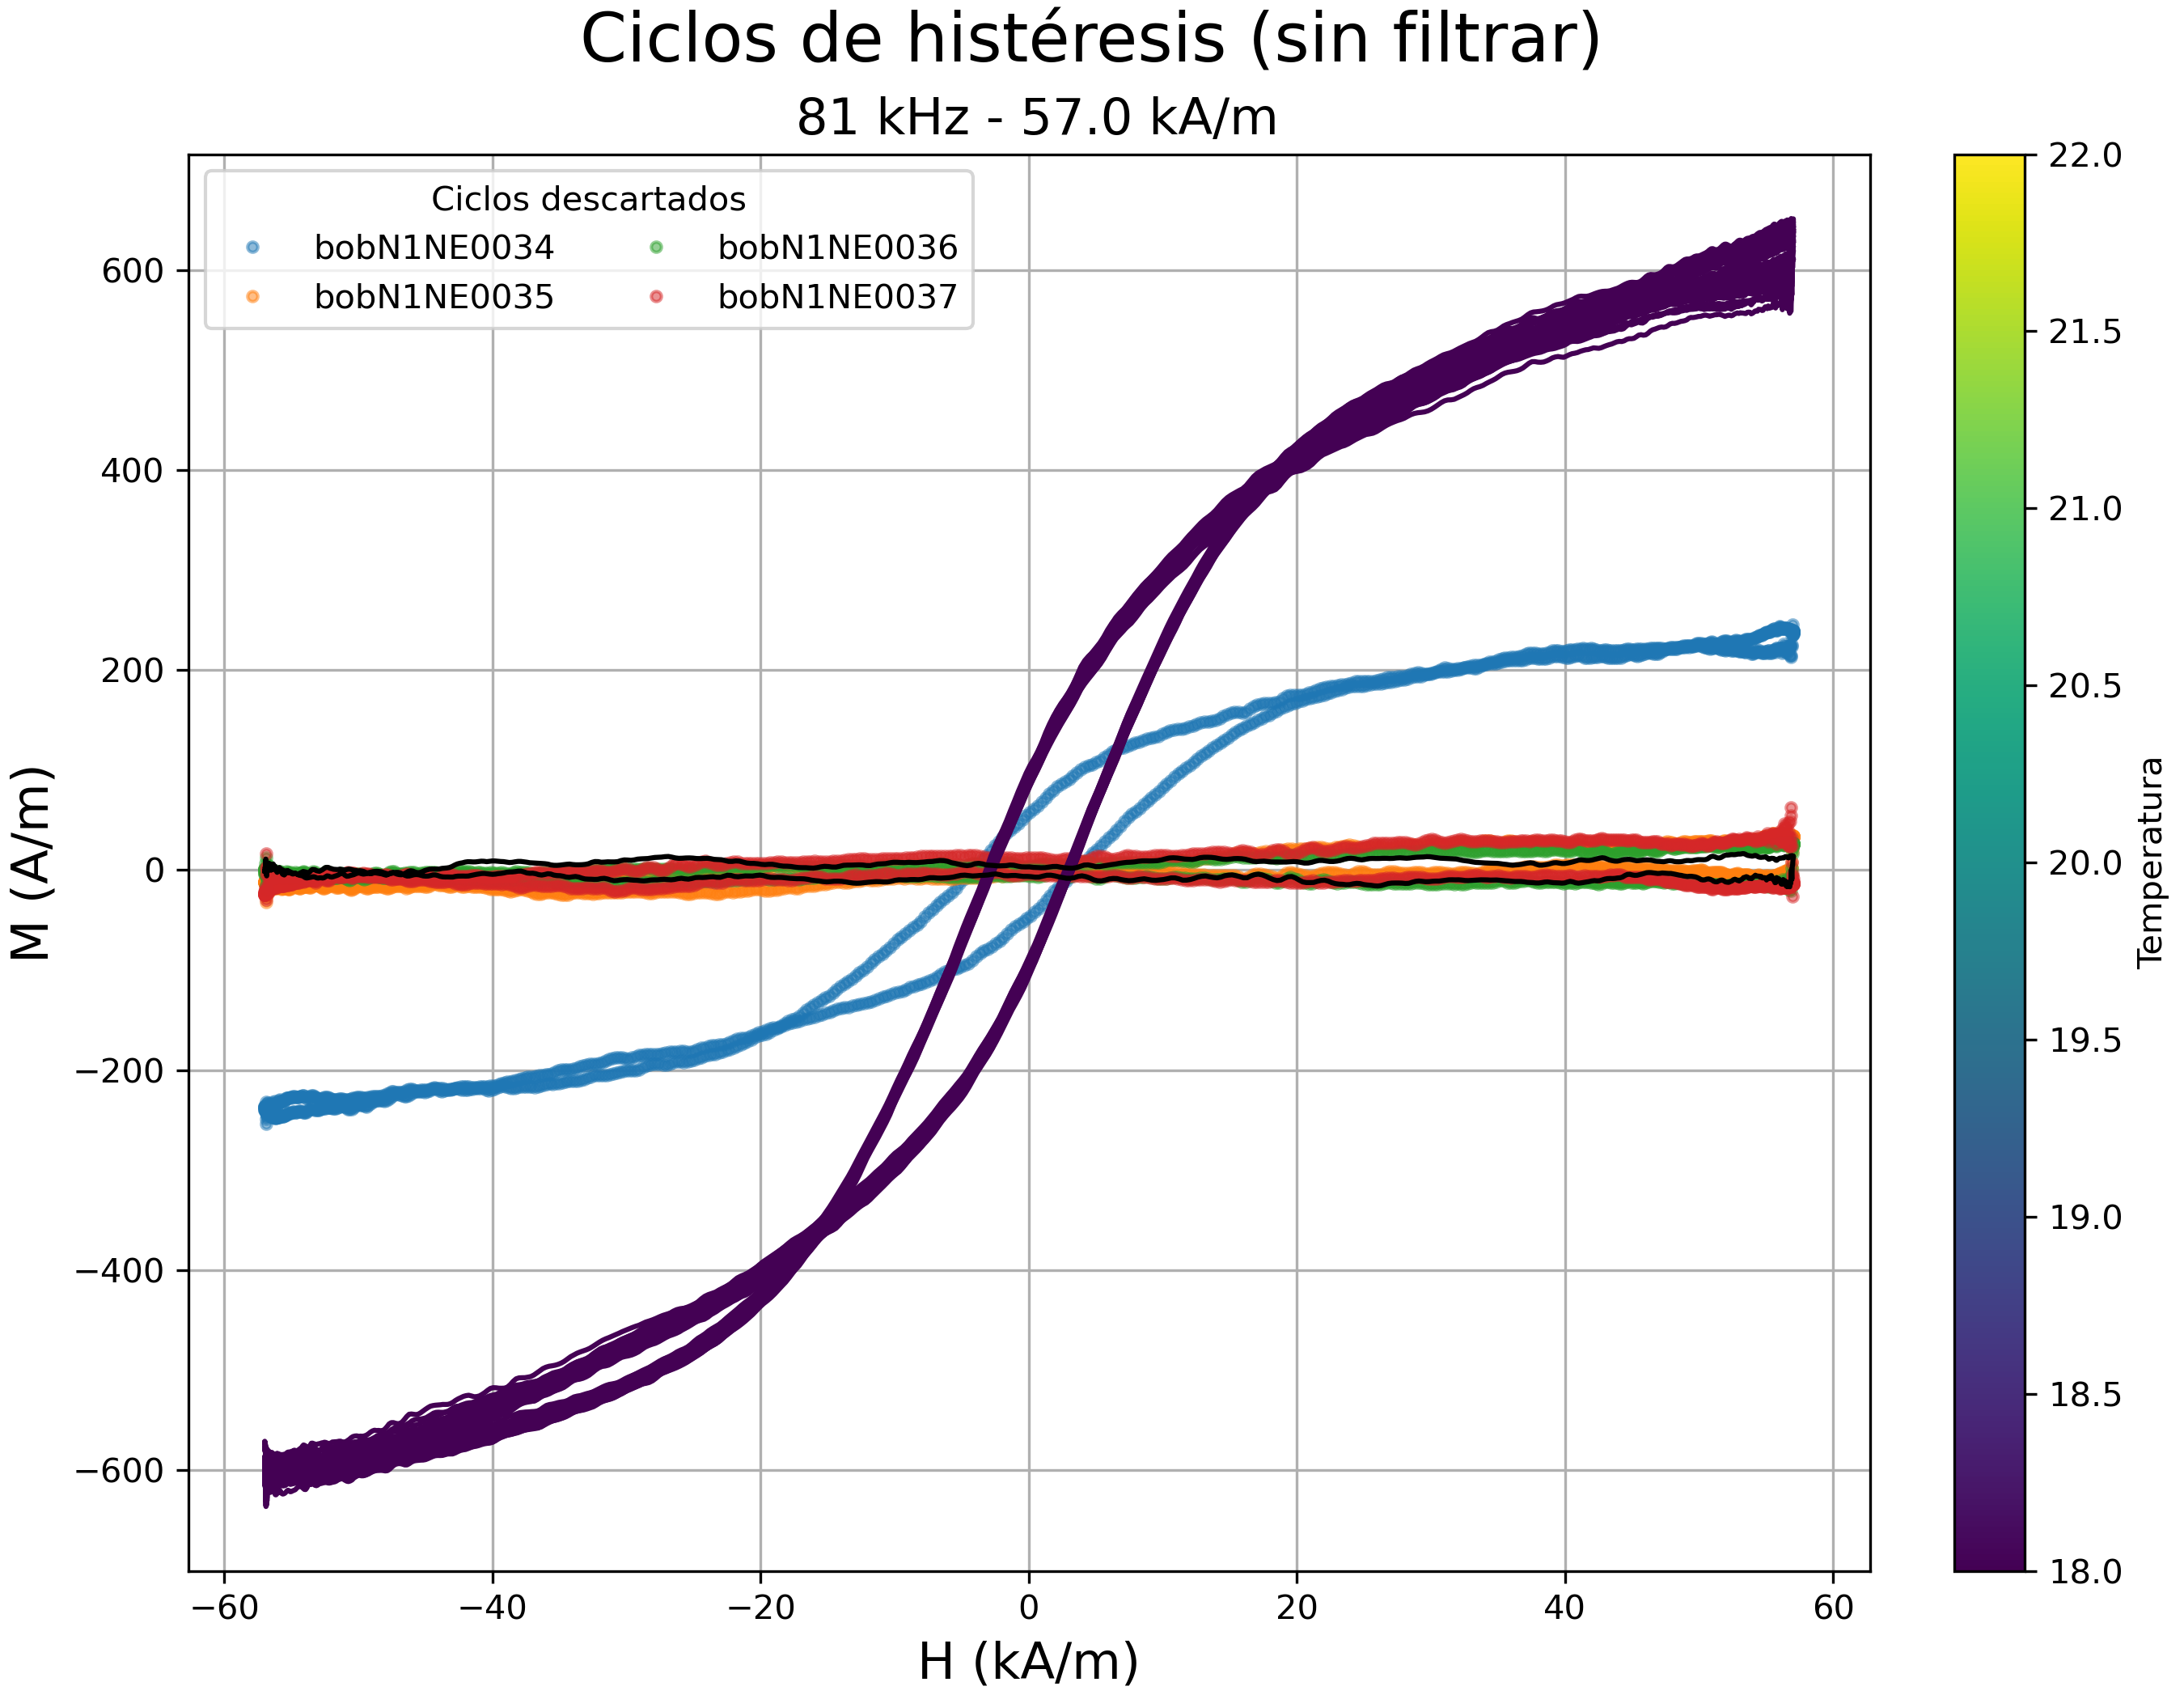 Ciclos de histéresis (sin filtrar)
81 kHz - 57.0 kA/m
Ciclos descartados
bobN1NE0034
bobN1NE0036
bobN1NE0035
bobN1NE0037
M (A/m)
600
400
200
0
−200
−400
−600
−60
−40
−20
0
20
40
60
H (kA/m)
22.0
21.5
21.0
20.5
20.0
19.5
19.0
18.5
18.0
Temperatura